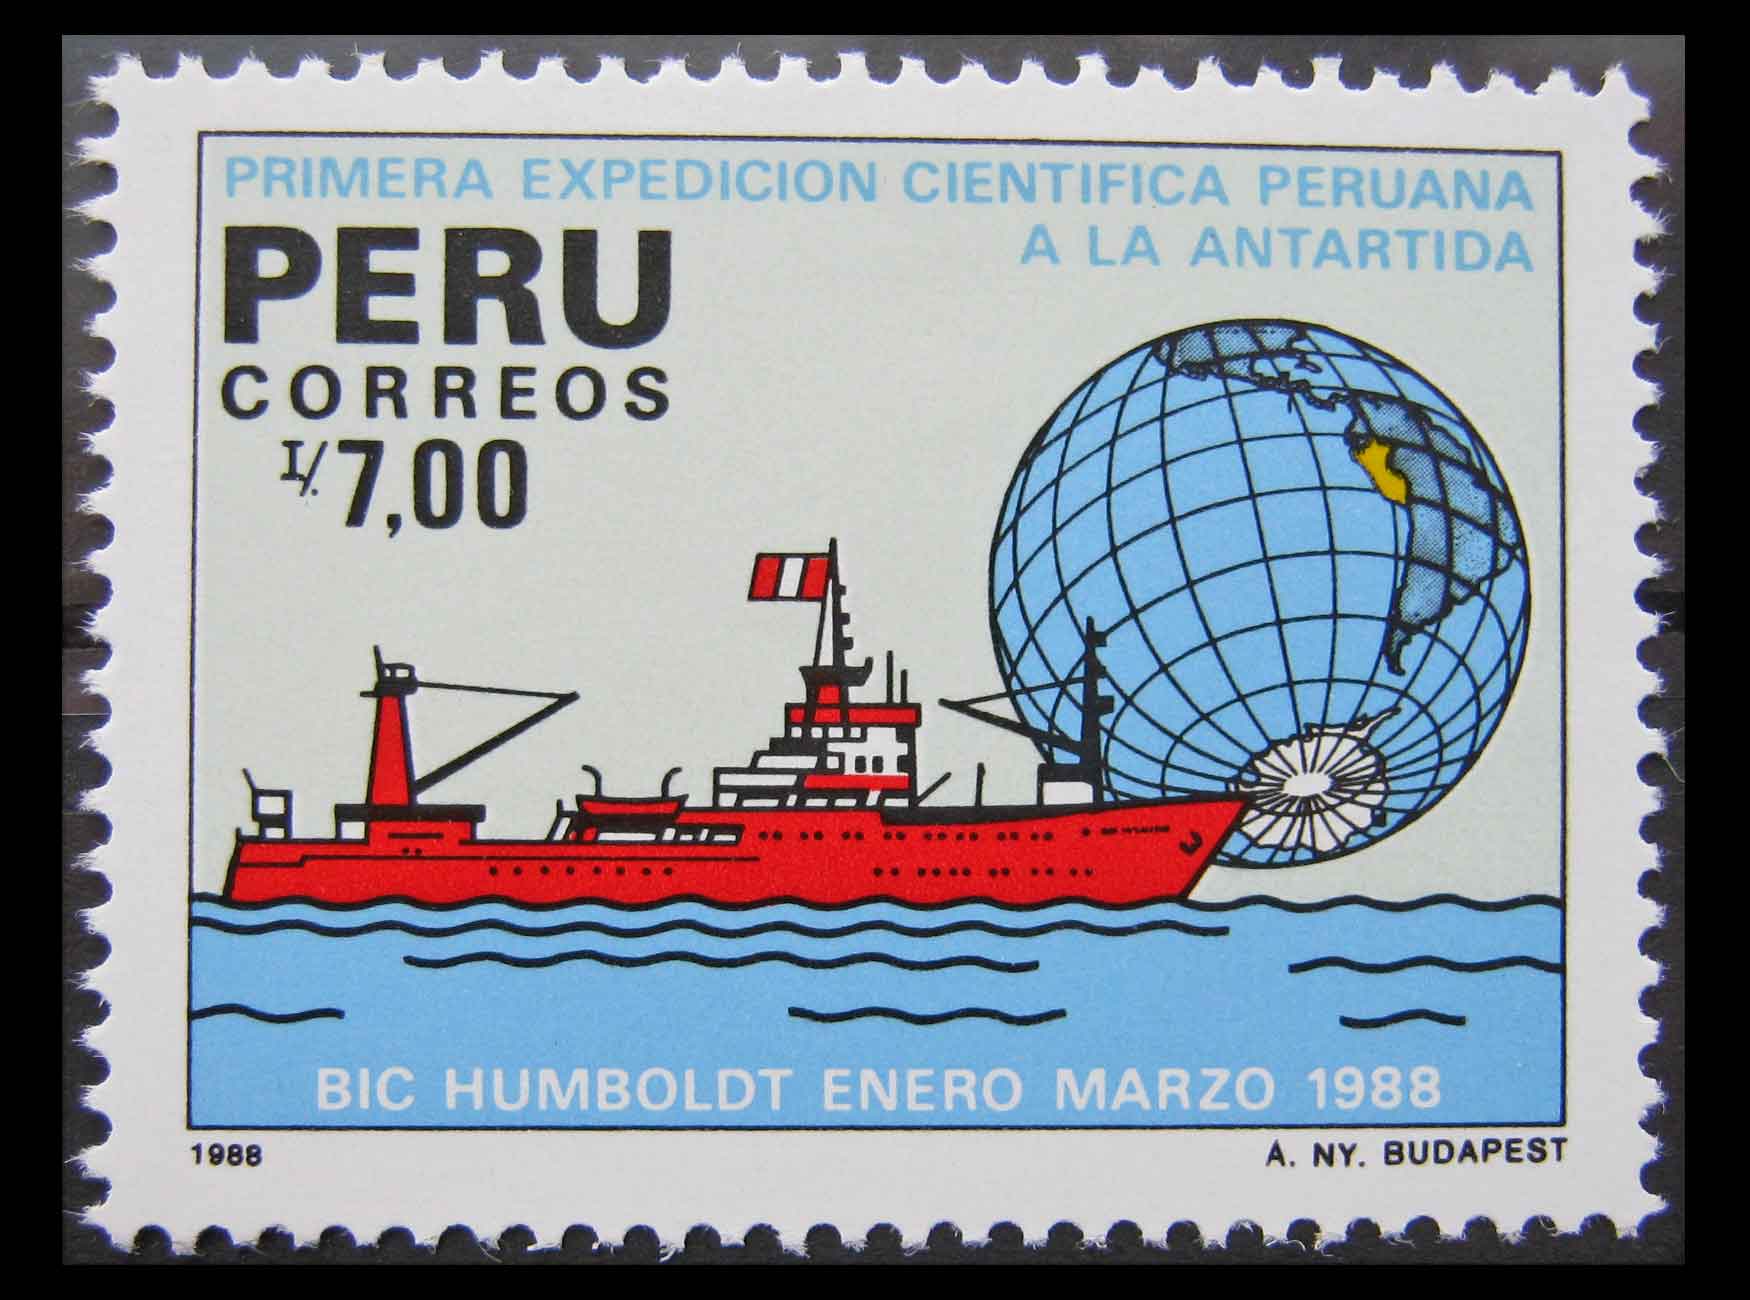 PRIMERA EXPEDICION CIENTIFICA PERUANA
A LA ANTARTIDA
PERU
CORREOS
I/. 7,00
BIC HUMBOLDT ENERO MARZO 1988
1988
A. NY. BUDAPEST